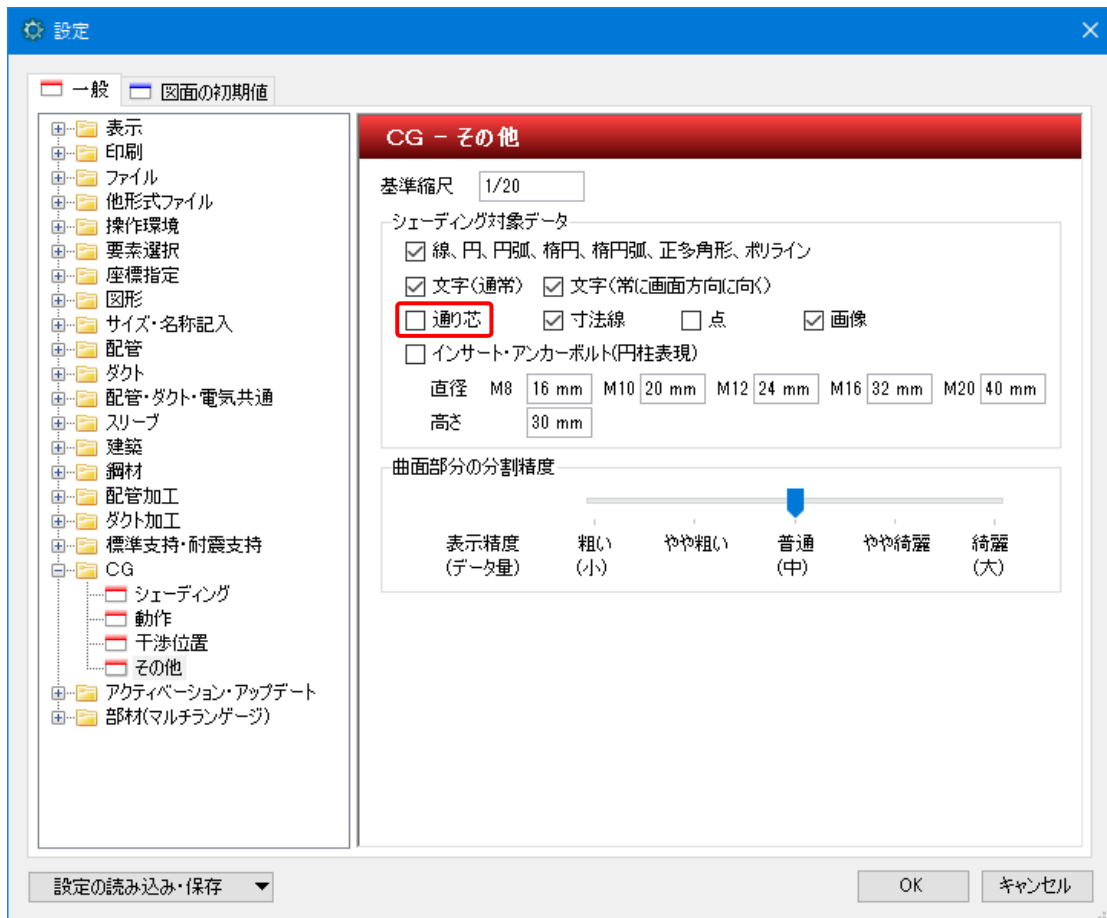 設定
一般 図面の初期値
表示
印刷
ファイル
他形式ファイル
操作環境
要素選択
座標指定
図形
サイズ・名称記入
配管
ダクト
配管・ダクト・電気共通
スリーブ
建築
鋼材
配管加工
ダクト加工
標準支持・耐震支持
CG
シェーディング
動作
干渉位置
その他
アクティベーション・アップデート
部材(マルチランゲージ)
CG - その他
基準縮尺 1/20
シェーディング対象データ
線、円、円弧、楕円、楕円弧、正多角形、ポリライン
文字(通常) 文字(常に画面方向に向く)
通り芯 寸法線 点 画像
インサート・アンカーボルト(円柱表現)
直径 M8 16 mm M10 20 mm M12 24 mm M16 32 mm M20 40 mm
高さ 30 mm
曲面部分の分割精度
表示精度 粗い やや粗い 普通 やや綺麗 綺麗
(データ量) (小) (中) (大)
設定の読み込み・保存 OK キャンセル